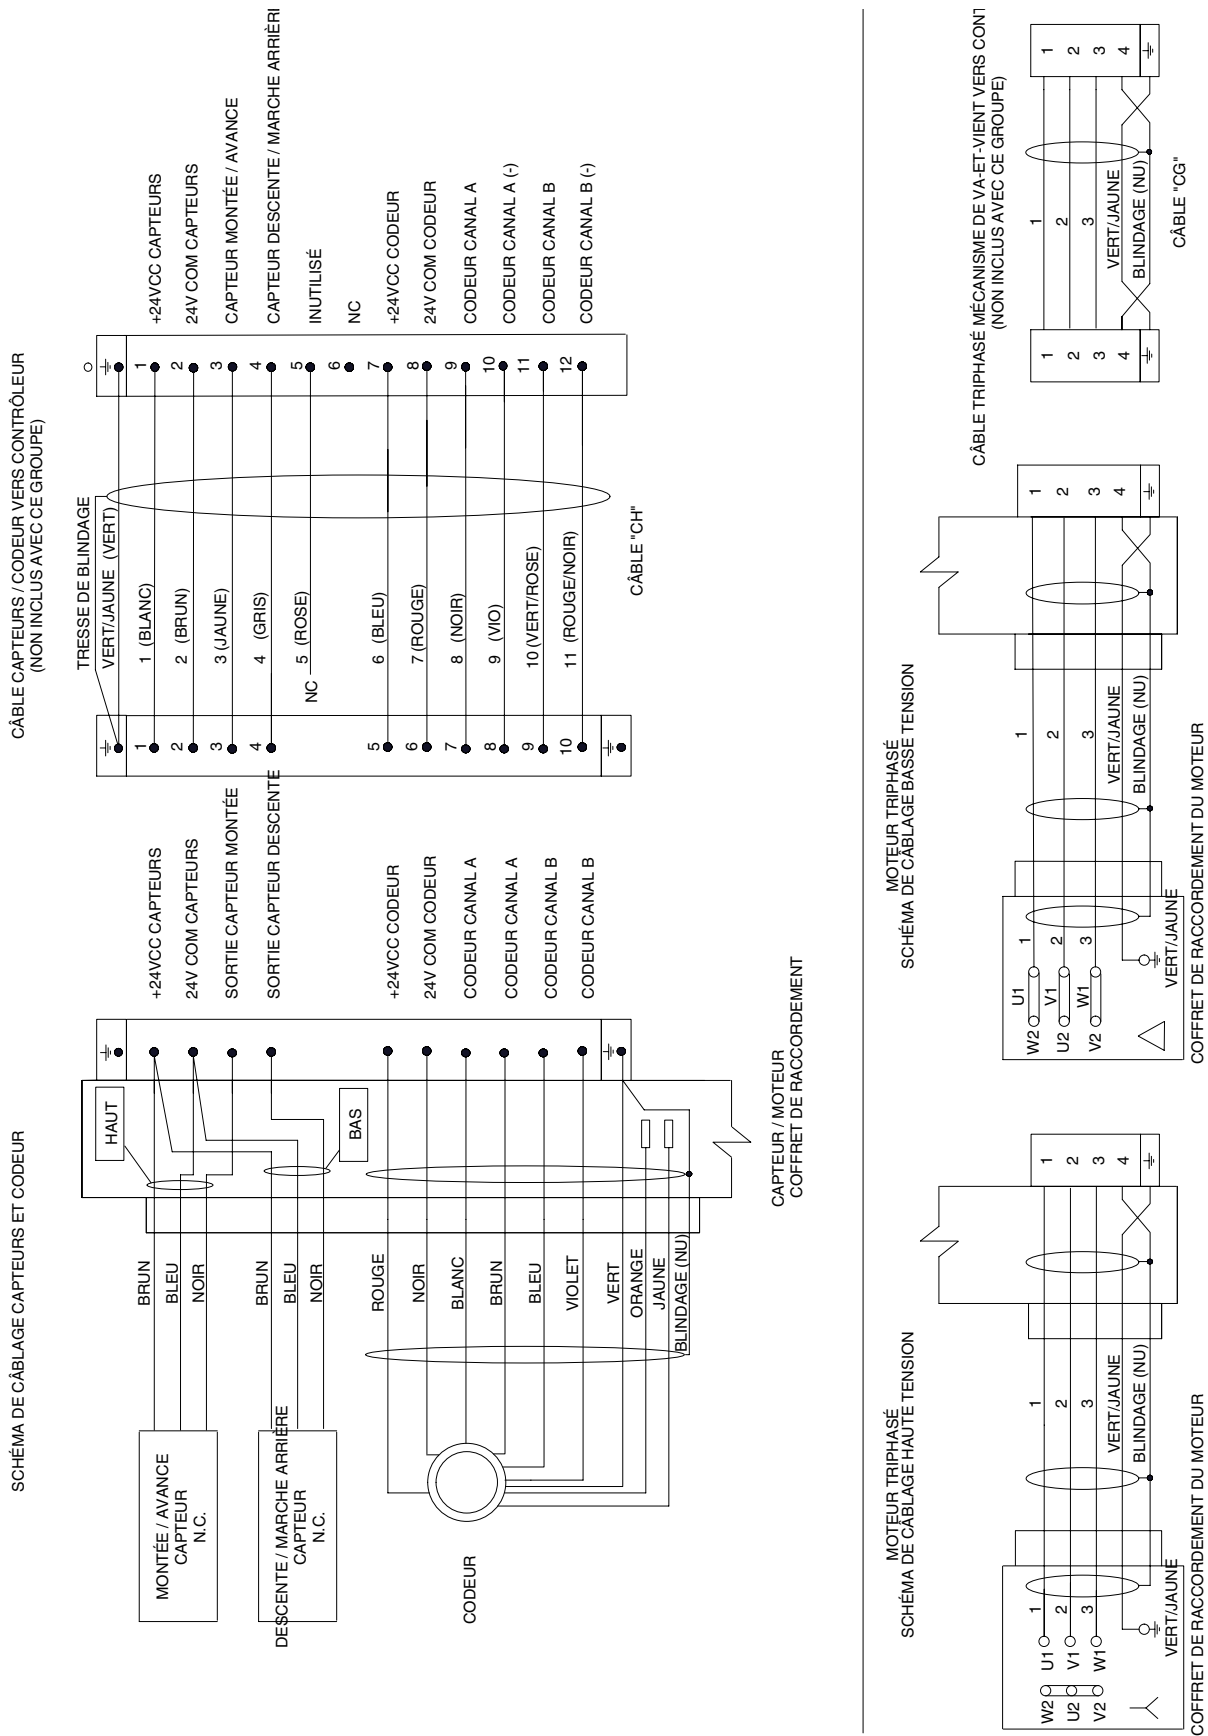 SCHÉMA DE CÂBLAGE CAPTEURS ET CODEUR
MONTÉE / AVANCE
CAPTEUR
N.C.
DESCENTE / MARCHE ARRIÈRE
CAPTEUR
N.C.
CODEUR
BRUN
BLEU
NOIR
BRUN
BLEU
NOIR
ROUGE
NOIR
BLANC
BRUN
BLEU
VIOLET
VERT
ORANGE
JAUNE
BLINDAGE (NU)
HAUT
BAS
CAPTEUR / MOTEUR
COFFRET DE RACCORDEMENT
+24VCC CAPTEURS
24V COM CAPTEURS
SORTIE CAPTEUR MONTÉE
SORTIE CAPTEUR DESCENTE
+24VCC CODEUR
24V COM CODEUR
CODEUR CANAL A
CODEUR CANAL A
CODEUR CANAL B
CODEUR CANAL B
CÂBLE CAPTEURS / CODEUR VERS CONTRÔLEUR
(NON INCLUS AVEC CE GROUPE)
1
2
3
4
5
6
7
8
9
10
TRESSE DE BLINDAGE
VERT/JAUNE (VERT)
1 (BLANC)
2 (BRUN)
3 (JAUNE)
4 (GRIS)
NC
5 (ROSE)
6 (BLEU)
7 (ROUGE)
8 (NOIR)
9 (VIO)
10 (VERT/ROSE)
11 (ROUGE/NOIR)
CÂBLE "CH"
1
2
3
4
5
6
7
8
9
10
11
12
+24VCC CAPTEURS
24V COM CAPTEURS
CAPTEUR MONTÉE / AVANCE
CAPTEUR DESCENTE / MARCHE ARRIÈRI
INUTILISÉ
NC
+24VCC CODEUR
24V COM CODEUR
CODEUR CANAL A
CODEUR CANAL A (-)
CODEUR CANAL B
CODEUR CANAL B (-)
MOTEUR TRIPHASÉ
SCHÉMA DE CÂBLAGE HAUTE TENSION
W2 U1 1
U2 V1 2
V2 W1 3
VERT/JAUNE
1
2
3
VERT/JAUNE
BLINDAGE (NU)
1
2
3
4
COFFRET DE RACCORDEMENT DU MOTEUR
MOTEUR TRIPHASÉ
SCHÉMA DE CÂBLAGE BASSE TENSION
W2 U1 1
U2 V1 2
V2 W1 3
VERT/JAUNE
1
2
3
VERT/JAUNE
BLINDAGE (NU)
1
2
3
4
COFFRET DE RACCORDEMENT DU MOTEUR
CÂBLE TRIPHASÉ MÉCANISME DE VA-ET-VIENT VERS
(NON INCLUS AVEC CE GROUPE)
1
2
3
4
1
2
3
VERT/JAUNE
BLINDAGE (NU)
1
2
3
4
CÂBLE "CG"